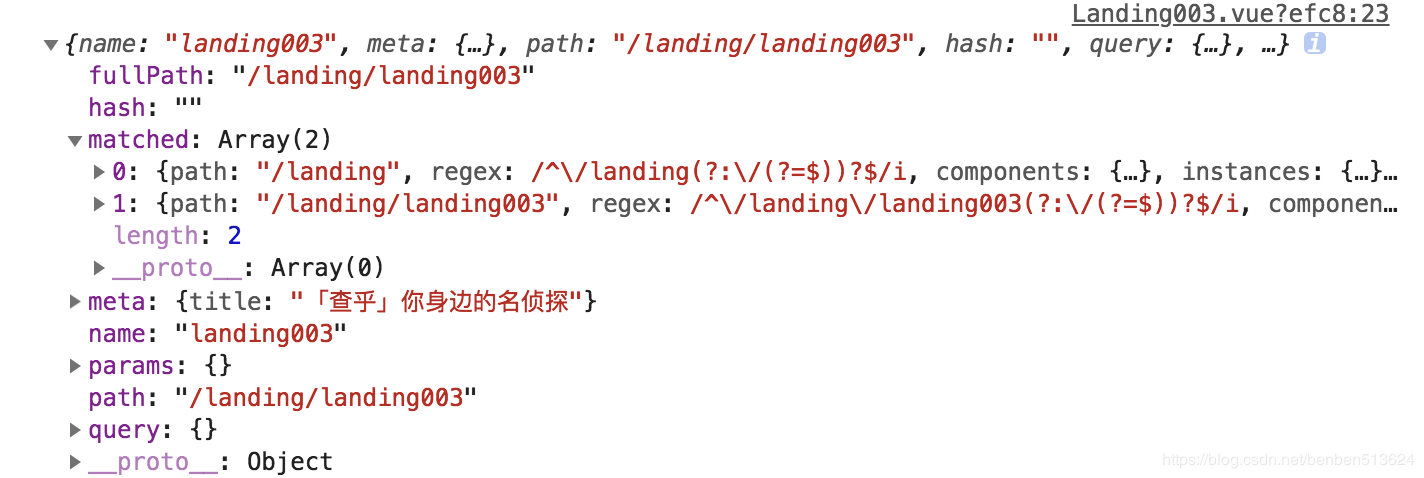 Landing003.vue?efc8:23
{name: "landing003", meta: {…}, path: "/landing/landing003", hash: "", query: {…}, …} i
fullPath: "/landing/landing003"
hash: ""
matched: Array(2)
0: {path: "/landing", regex: /^\/landing(?:\/(?=$))?$/i, components: {…}, instances: {…}…
1: {path: "/landing/landing003", regex: /^\/landing\/landing003(?:\/(?=$))?$/i, componen…
length: 2
__proto__: Array(0)
meta: {title: "「查乎」你身边的名侦探"}
name: "landing003"
params: {}
path: "/landing/landing003"
query: {}
__proto__: Object
https://blog.csdn.net/benben513624